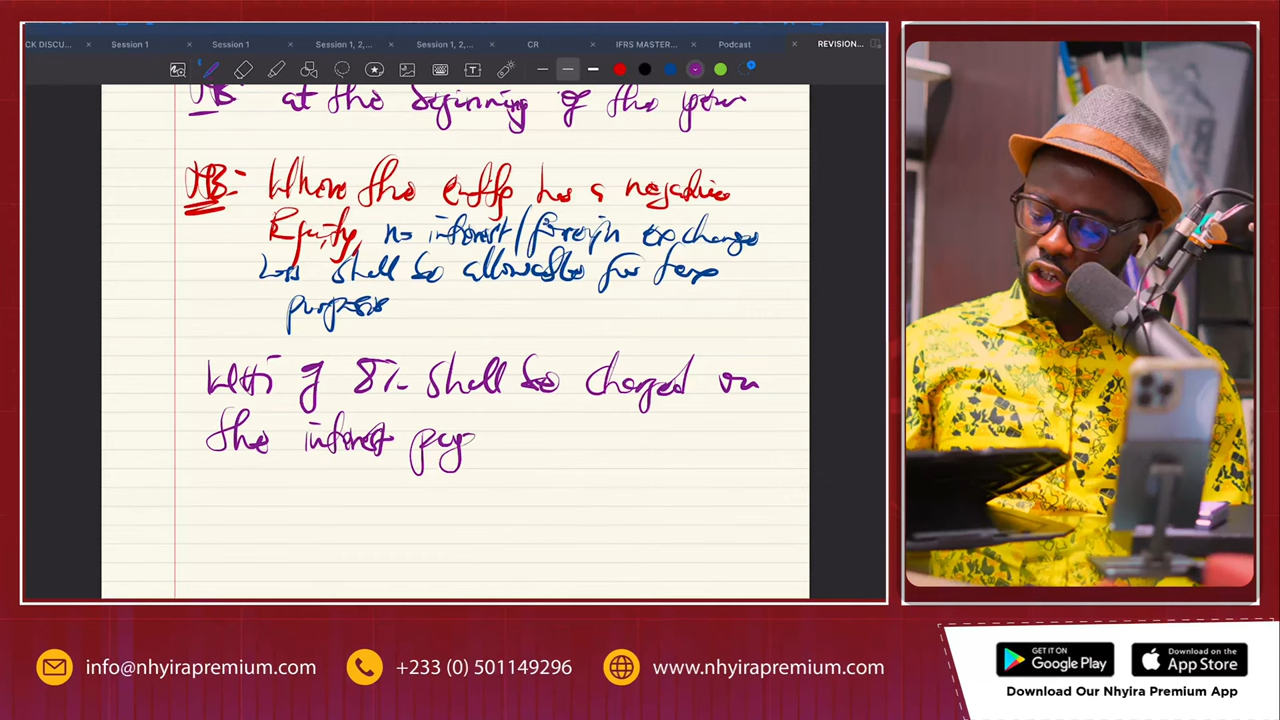 CK DISCU... × Session 1 × Session 1 × Session 1, 2,... × Session 1, 2,... × CR × IFRS MASTER... × Podcast × REVISION...
NB: at the beginning of the year
NB: Where the entity has a negative
Equity, no interest/foreign exchange
Loss shall be allowable for tax
purposes
WHT of 8% shall be charged on
the interest pay
info@nhyirapremium.com
+233 (0) 501149296
www.nhyirapremium.com
GET IT ON
Google Play
Download on the
App Store
Download Our Nhyira Premium App